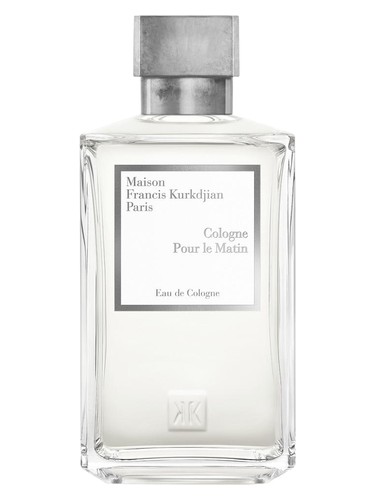 Maison
Francis Kurkdjian
Paris
Cologne
Pour le Matin
Eau de Cologne